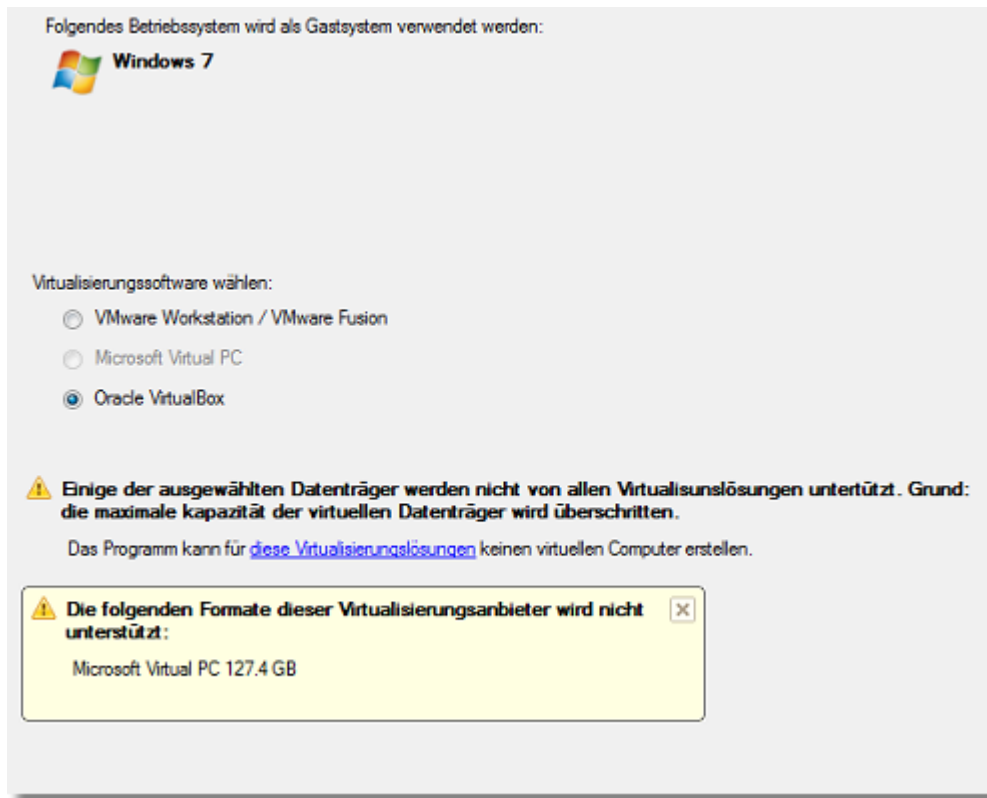 Folgendes Betriebssystem wird als Gastsystem verwendet werden:
Windows 7
Virtualisierungssoftware wählen:
VMware Workstation / VMware Fusion
Microsoft Virtual PC
Oracle VirtualBox
Einige der ausgewählten Datenträger werden nicht von allen Virtualisunslösungen untertützt. Grund:
die maximale kapazität der virtuellen Datenträger wird überschritten.
Das Programm kann für diese Virtualisierungslösungen keinen virtuellen Computer erstellen.
Die folgenden Formate dieser Virtualisierungsanbieter wird nicht
unterstützt:
Microsoft Virtual PC 127.4 GB